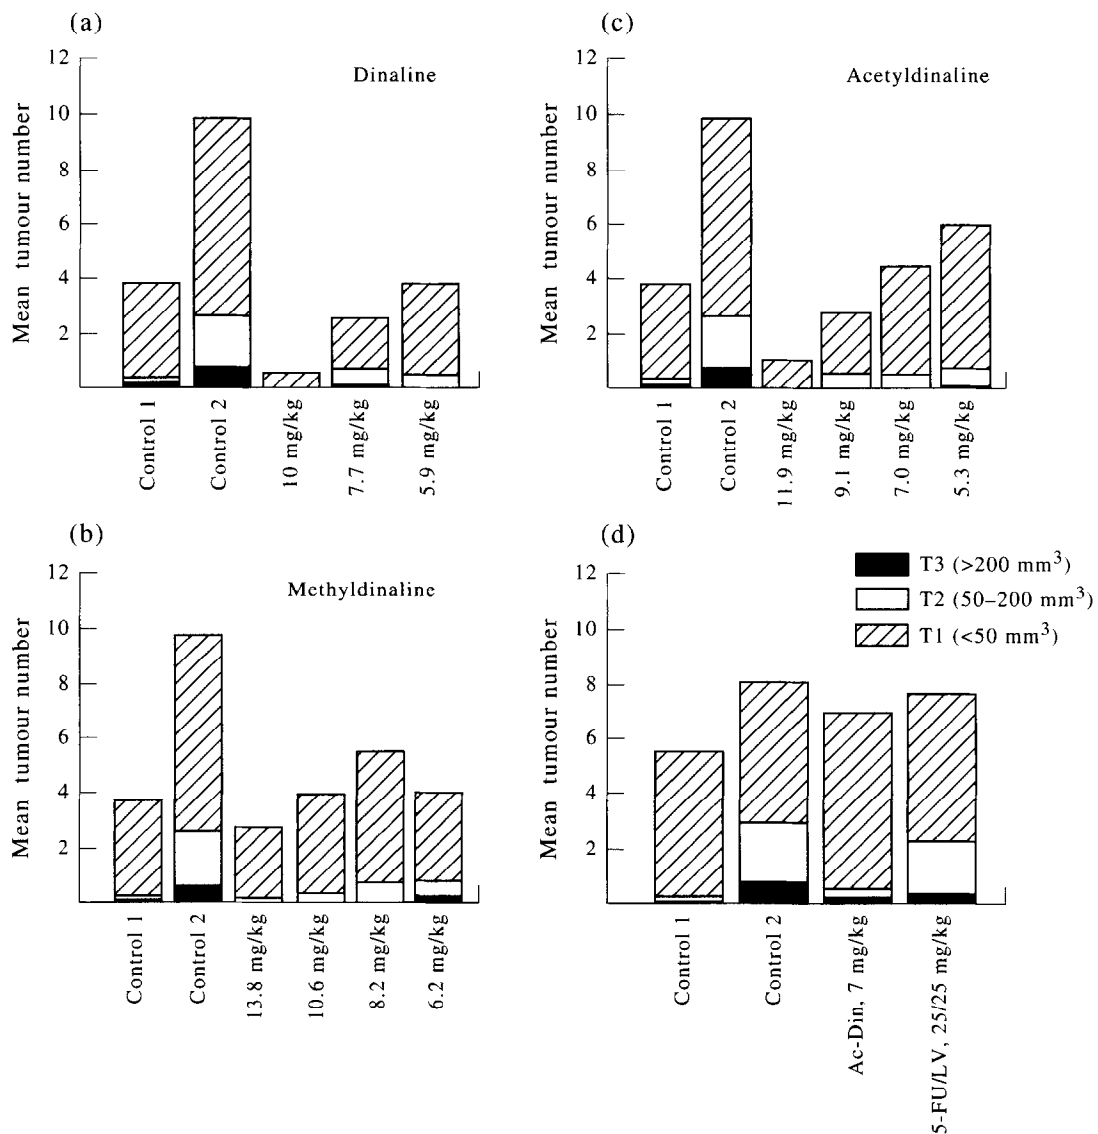 (a)
Dinaline
Mean tumour number
12
10
8
6
4
2
Control 1
Control 2
10 mg/kg
7.7 mg/kg
5.9 mg/kg
(c)
Acetyldinaline
Mean tumour number
12
10
8
6
4
2
Control 1
Control 2
11.9 mg/kg
9.1 mg/kg
7.0 mg/kg
5.3 mg/kg
(b)
Methyldinaline
Mean tumour number
12
10
8
6
4
2
Control 1
Control 2
13.8 mg/kg
10.6 mg/kg
8.2 mg/kg
6.2 mg/kg
(d)
T3 (>200 mm³)
T2 (50–200 mm³)
T1 (<50 mm³)
Mean tumour number
12
10
8
6
4
2
Control 1
Control 2
Ac-Din, 7 mg/kg
5-FU/LV, 25/25 mg/kg